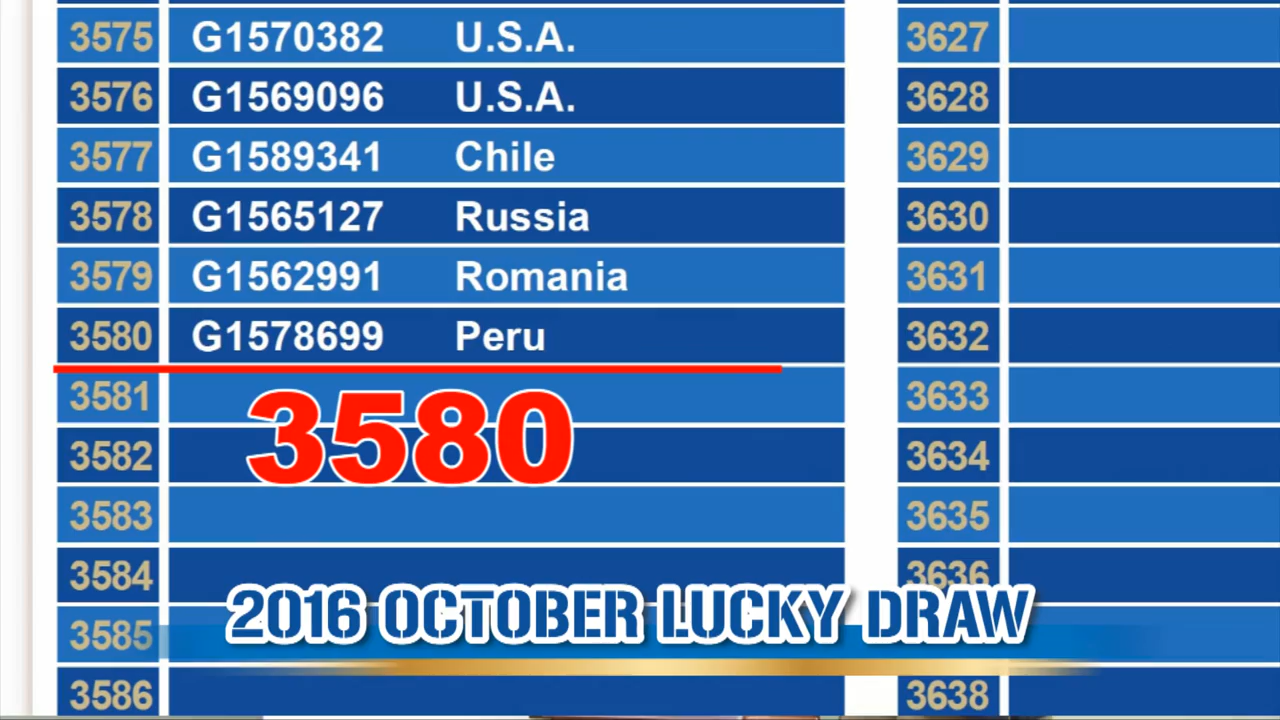 3575 G1570382 U.S.A.
3576 G1569096 U.S.A.
3577 G1589341 Chile
3578 G1565127 Russia
3579 G1562991 Romania
3580 G1578699 Peru
3581
3582
3583
3584
3585
3586
3580
3627
3628
3629
3630
3631
3632
3633
3634
3635
3636
3638
2016 OCTOBER LUCKY DRAW